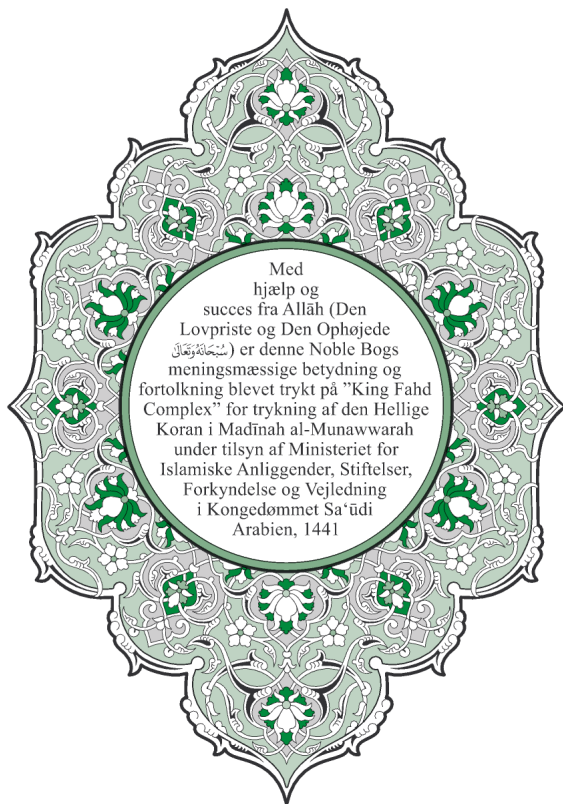 Med
hjælp og
succes fra Allāh (Den
Lovpriste og Den Ophøjede
سُبْحَانَهُ وَتَعَالَىٰ) er denne Noble Bogs
meningsmæssige betydning og
fortolkning blevet trykt på ”King Fahd
Complex” for trykning af den Hellige
Koran i Madīnah al-Munawwarah
under tilsyn af Ministeriet for
Islamiske Anliggender, Stiftelser,
Forkyndelse og Vejledning
i Kongedømmet Sa‘ūdi
Arabien, 1441